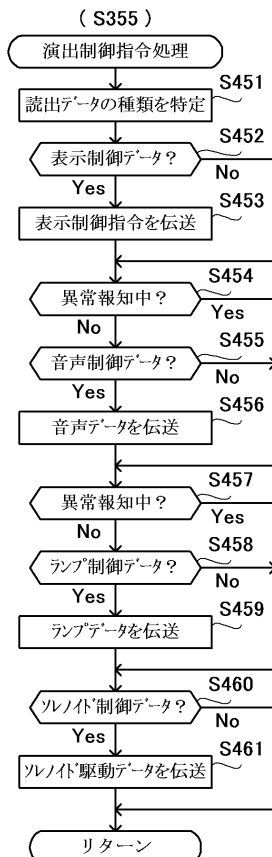 ( S355 )
演出制御指令処理
S451
読出データの種類を特定
S452
表示制御データ?
No
Yes
S453
表示制御指令を伝送
S454
異常報知中?
Yes
No
S455
音声制御データ?
No
Yes
S456
音声データを伝送
S457
異常報知中?
Yes
No
S458
ランプ制御データ?
No
Yes
S459
ランプデータを伝送
S460
ソレノイド制御データ?
No
Yes
S461
ソレノイド駆動データを伝送
リターン